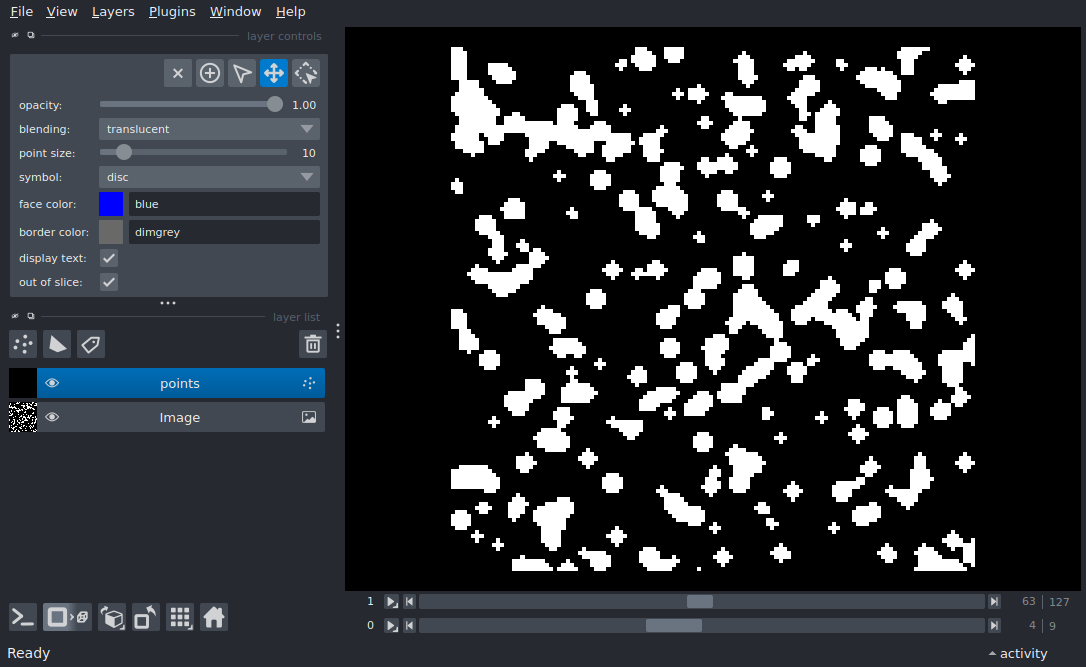 File View Layers Plugins Window Help
layer controls
opacity: 1.00
blending: translucent
point size: 10
symbol: disc
face color: blue
border color: dimgrey
display text:
out of slice:
layer list
points
Image
1 63 | 127
0 4 | 9
Ready activity